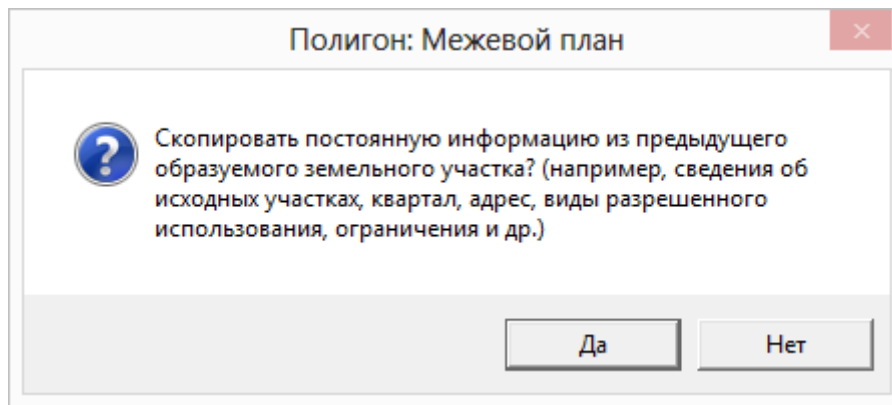 Полигон: Межевой план
Скопировать постоянную информацию из предыдущего
образуемого земельного участка? (например, сведения об
исходных участках, квартал, адрес, виды разрешенного
использования, ограничения и др.)
Да
Нет